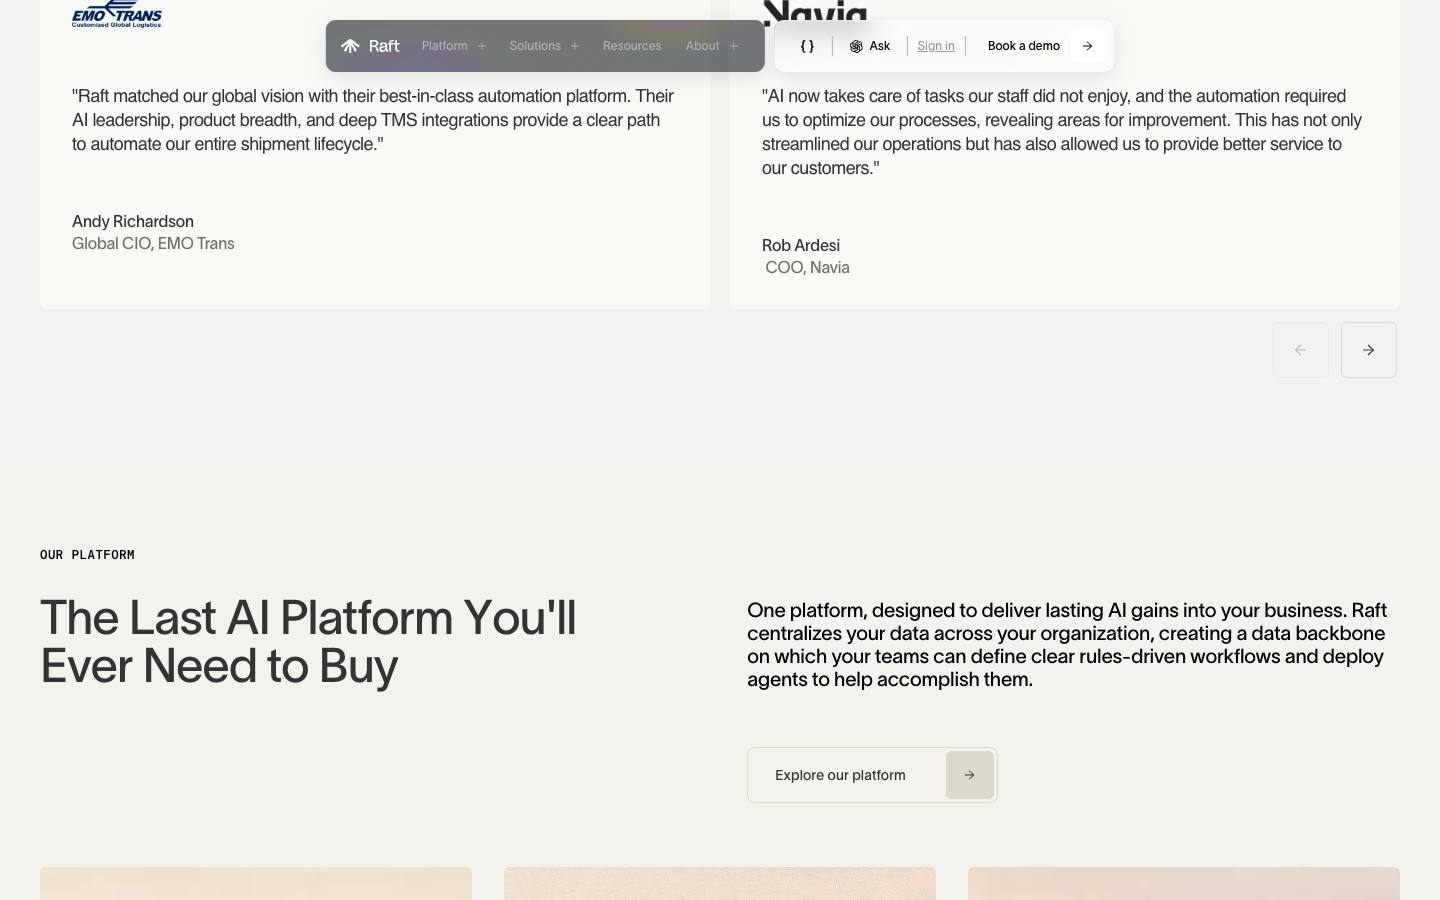 EMO TRANS
Customized Global Logistics
Navia
Raft
Platform +
Solutions +
Resources
About +
{ }
Ask
Sign in
Book a demo
"Raft matched our global vision with their best-in-class automation platform. Their
AI leadership, product breadth, and deep TMS integrations provide a clear path
to automate our entire shipment lifecycle."
Andy Richardson
Global CIO, EMO Trans
"AI now takes care of tasks our staff did not enjoy, and the automation required
us to optimize our processes, revealing areas for improvement. This has not only
streamlined our operations but has also allowed us to provide better service to
our customers."
Rob Ardesi
COO, Navia
OUR PLATFORM
The Last AI Platform You'll
Ever Need to Buy
One platform, designed to deliver lasting AI gains into your business. Raft
centralizes your data across your organization, creating a data backbone
on which your teams can define clear rules-driven workflows and deploy
agents to help accomplish them.
Explore our platform